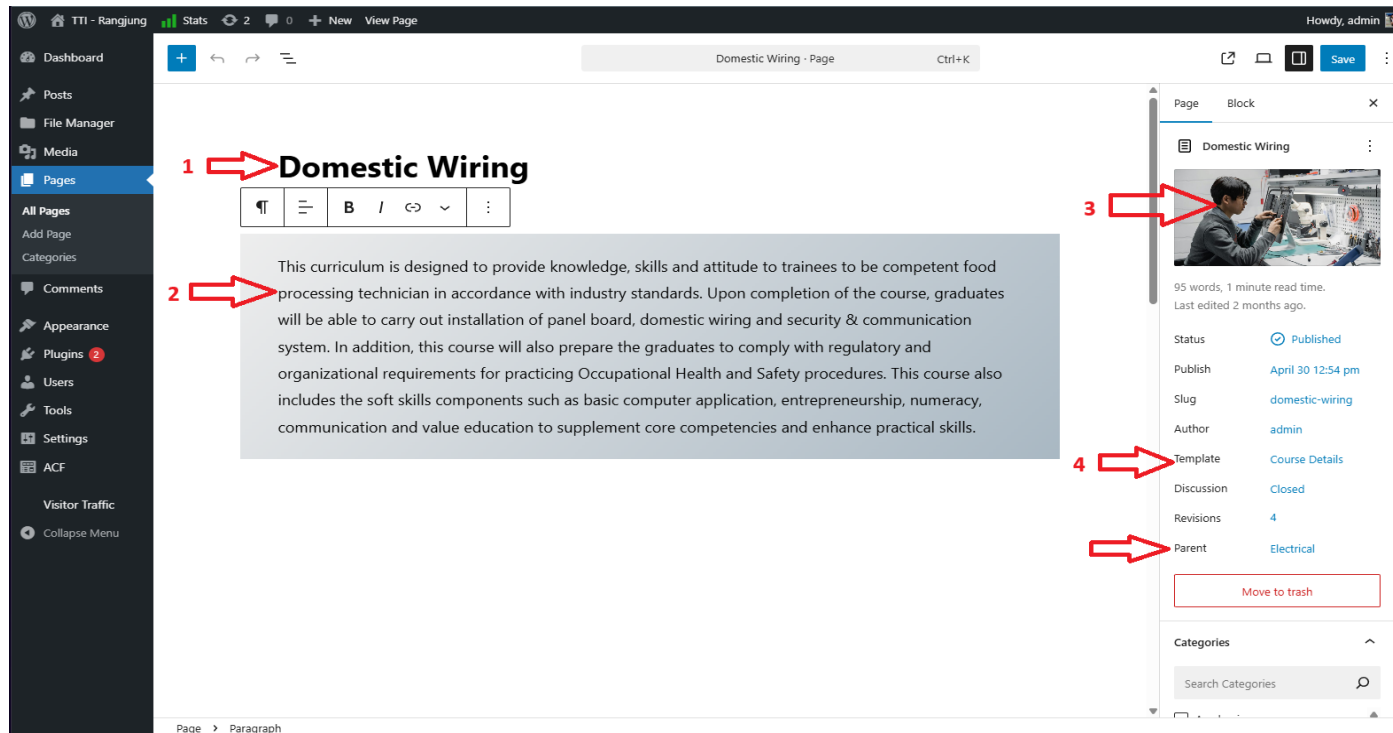 TTI - Rangjung Stats 2 0 New View Page Howdy, admin
Dashboard
Posts
File Manager
Media
Pages
All Pages
Add Page
Categories
Comments
Appearance
Plugins 2
Users
Tools
Settings
ACF
Visitor Traffic
Collapse Menu
Domestic Wiring · Page Ctrl+K
Save
1
Domestic Wiring
B I
2
This curriculum is designed to provide knowledge, skills and attitude to trainees to be competent food
processing technician in accordance with industry standards. Upon completion of the course, graduates
will be able to carry out installation of panel board, domestic wiring and security & communication
system. In addition, this course will also prepare the graduates to comply with regulatory and
organizational requirements for practicing Occupational Health and Safety procedures. This course also
includes the soft skills components such as basic computer application, entrepreneurship, numeracy,
communication and value education to supplement core competencies and enhance practical skills.
Page > Paragraph
Page Block
Domestic Wiring
3
95 words, 1 minute read time.
Last edited 2 months ago.
Status Published
Publish April 30 12:54 pm
Slug domestic-wiring
Author admin
4
Template Course Details
Discussion Closed
Revisions 4
Parent Electrical
Move to trash
Categories
Search Categories